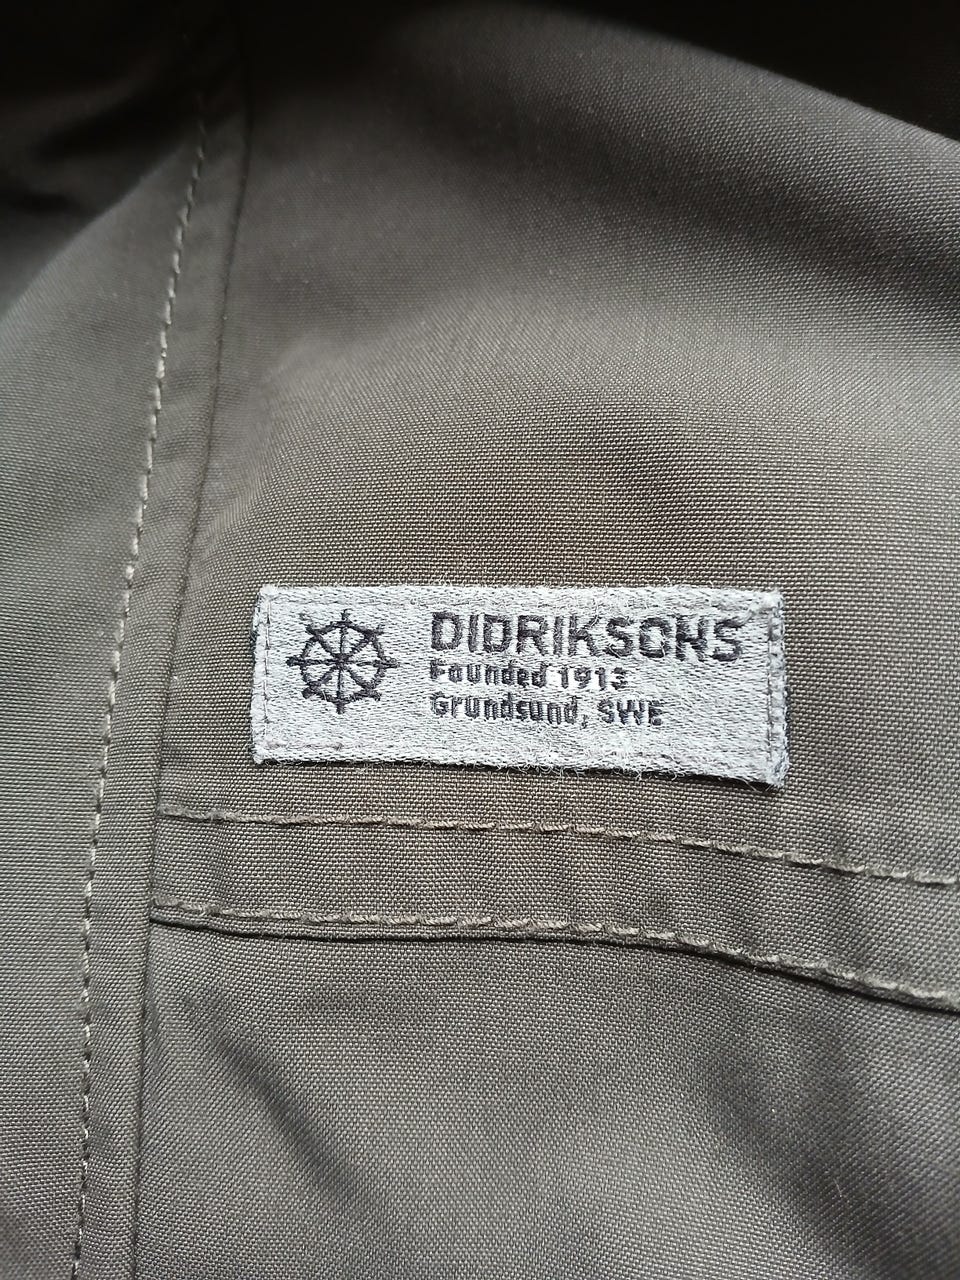 DIDRIKSONS
Founded 1913
Grundsund, SWE